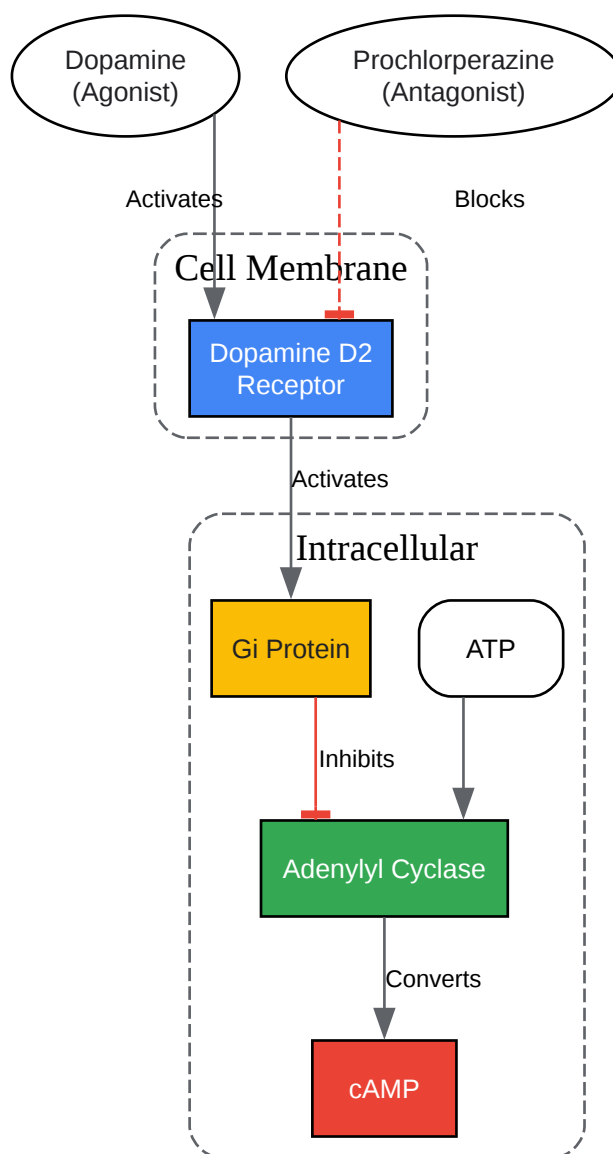 Dopamine
(Agonist)
Prochlorperazine
(Antagonist)
Activates
Blocks
Cell Membrane
Dopamine D2
Receptor
Activates
Intracellular
Gi Protein
ATP
Inhibits
Adenylyl Cyclase
Converts
cAMP